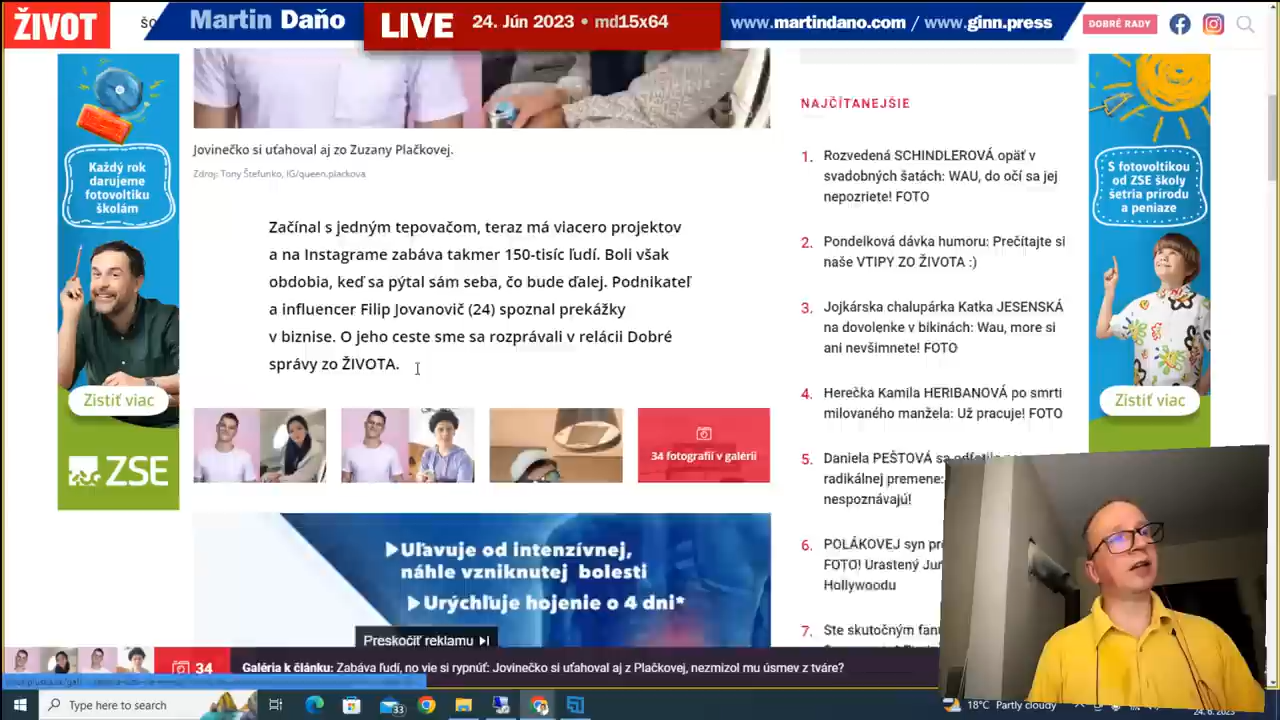 ŽIVOT
Martin Daňo
LIVE
24. Jún 2023 • md15x64
www.martindano.com / www.ginn.press
DOBRÉ RADY
Každý rok
darujeme
fotovoltiku
školám
Zistiť viac
ZSE
Jovinečko si uťahoval aj zo Zuzany Plačkovej.
Zdroj: Tony Štefunko, IG/queen.plackova
Začínal s jedným tepovačom, teraz má viacero projektov
a na Instagrame zabáva takmer 150-tisíc ľudí. Boli však
obdobia, keď sa pýtal sám seba, čo bude ďalej. Podnikateľ
a influencer Filip Jovanovič (24) spoznal prekážky
v biznise. O jeho ceste sme sa rozprávali v relácii Dobré
správy zo ŽIVOTA.
34 fotografií v galérii
Uľavuje od intenzívnej,
náhle vzniknutej bolesti
Urýchľuje hojenie o 4 dni*
Preskočiť reklamu
NAJČÍTANEJŠIE
1. Rozvedená SCHINDLEROVÁ opäť v
svadobných šatách: WAU, do očí sa jej
nepozriete! FOTO
2. Pondelková dávka humoru: Prečítajte si
naše VTIPY ZO ŽIVOTA :)
3. Jojkárska chalupárka Katka JESENSKÁ
na dovolenke v bikinách: Wau, more si
ani nevšimnete! FOTO
4. Herečka Kamila HERIBANOVÁ po smrti
milovaného manžela: Už pracuje! FOTO
5. Daniela PEŠTOVÁ sa
radikálnej premene:
nespoznávajú!
6. POLÁKOVEJ syn
FOTO! Urastený
Hollywoodu
7. Ste skutočným
S fotovoltikou
od ZSE školy
šetria prírodu
a peniaze
Zistiť viac
34
Galéria k článku: Zabáva ľudí, no vie si rypnúť: Jovinečko si uťahoval aj z Plačkovej, nezmizol mu úsmev z tváre?
Type here to search
33
18°C Partly cloudy
24. 6. 2023